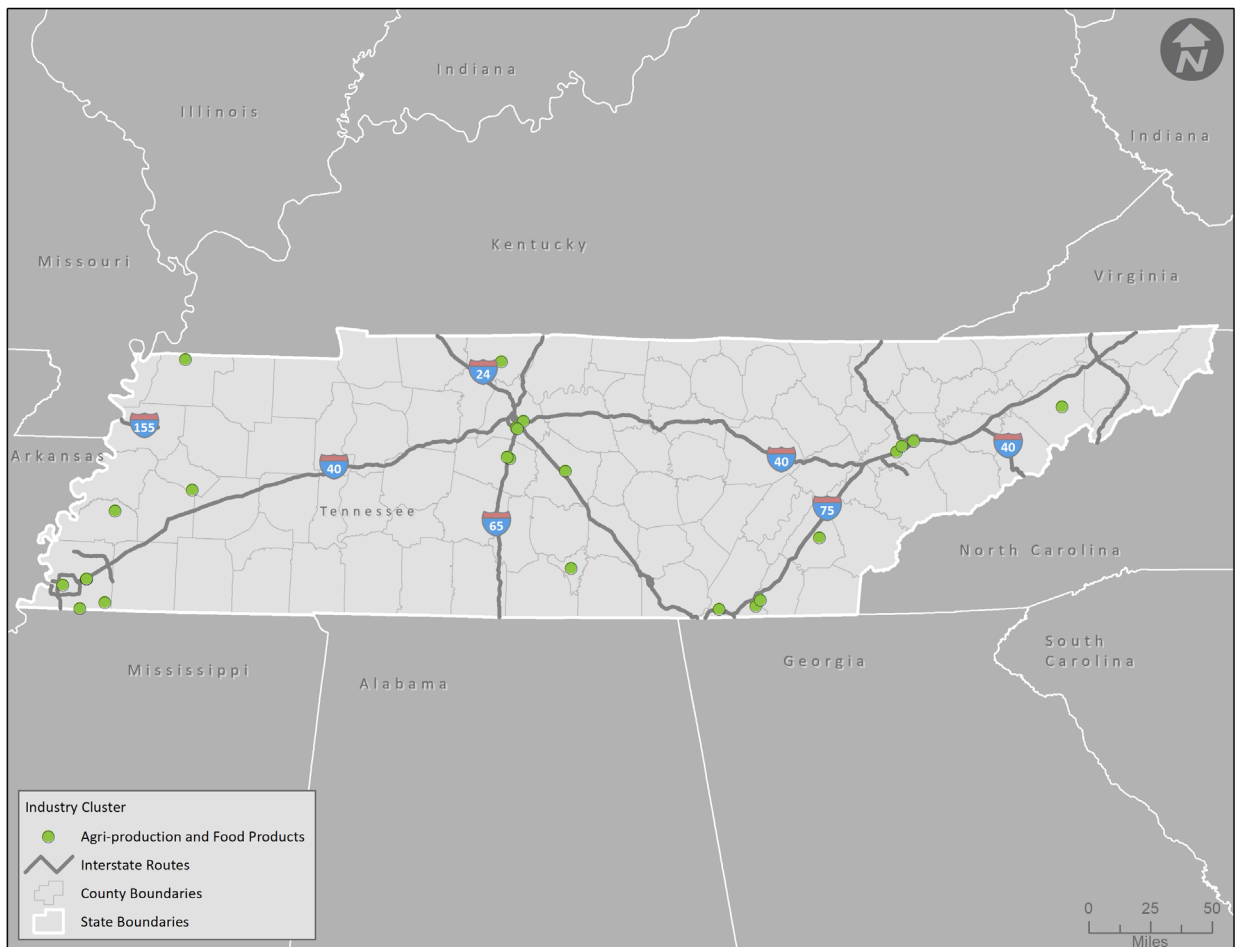 N
Indiana
Illinois
Indiana
Kentucky
Missouri
Virginia
24
155
Arkansas
40
40
40
Tennessee
75
65
North Carolina
South
Carolina
Georgia
Mississippi
Alabama
Industry Cluster
Agri-production and Food Products
Interstate Routes
County Boundaries
State Boundaries
0 25 50
Miles